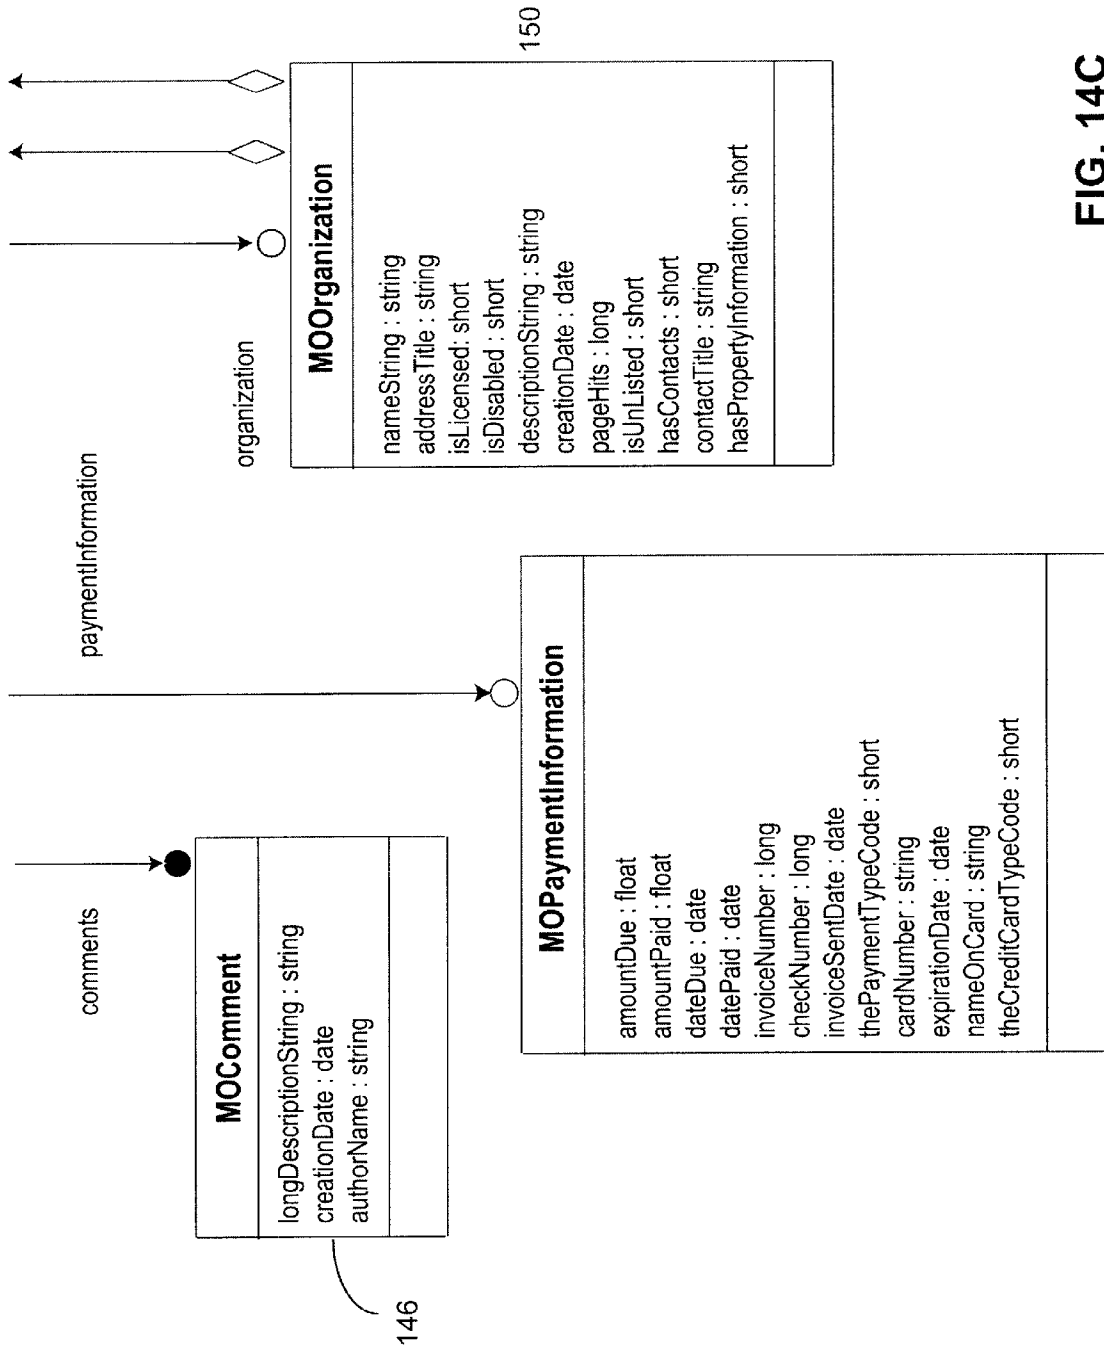 comments
MOComment
longDescriptionString : string
creationDate : date
authorName : string
146
paymentInformation
MOPaymentInformation
amountDue : float
amountPaid : float
dateDue : date
datePaid : date
invoiceNumber : long
checkNumber : long
invoiceSentDate : date
thePaymentTypeCode : short
cardNumber : string
expirationDate : date
nameOnCard : string
theCreditCardTypeCode : short
organization
MOOrganization
nameString : string
addressTitle : string
isLicensed: short
isDisabled : short
descriptionString : string
creationDate : date
pageHits : long
isUnListed : short
hasContacts : short
contactTitle : string
hasPropertyInformation : short
150
FIG. 14C